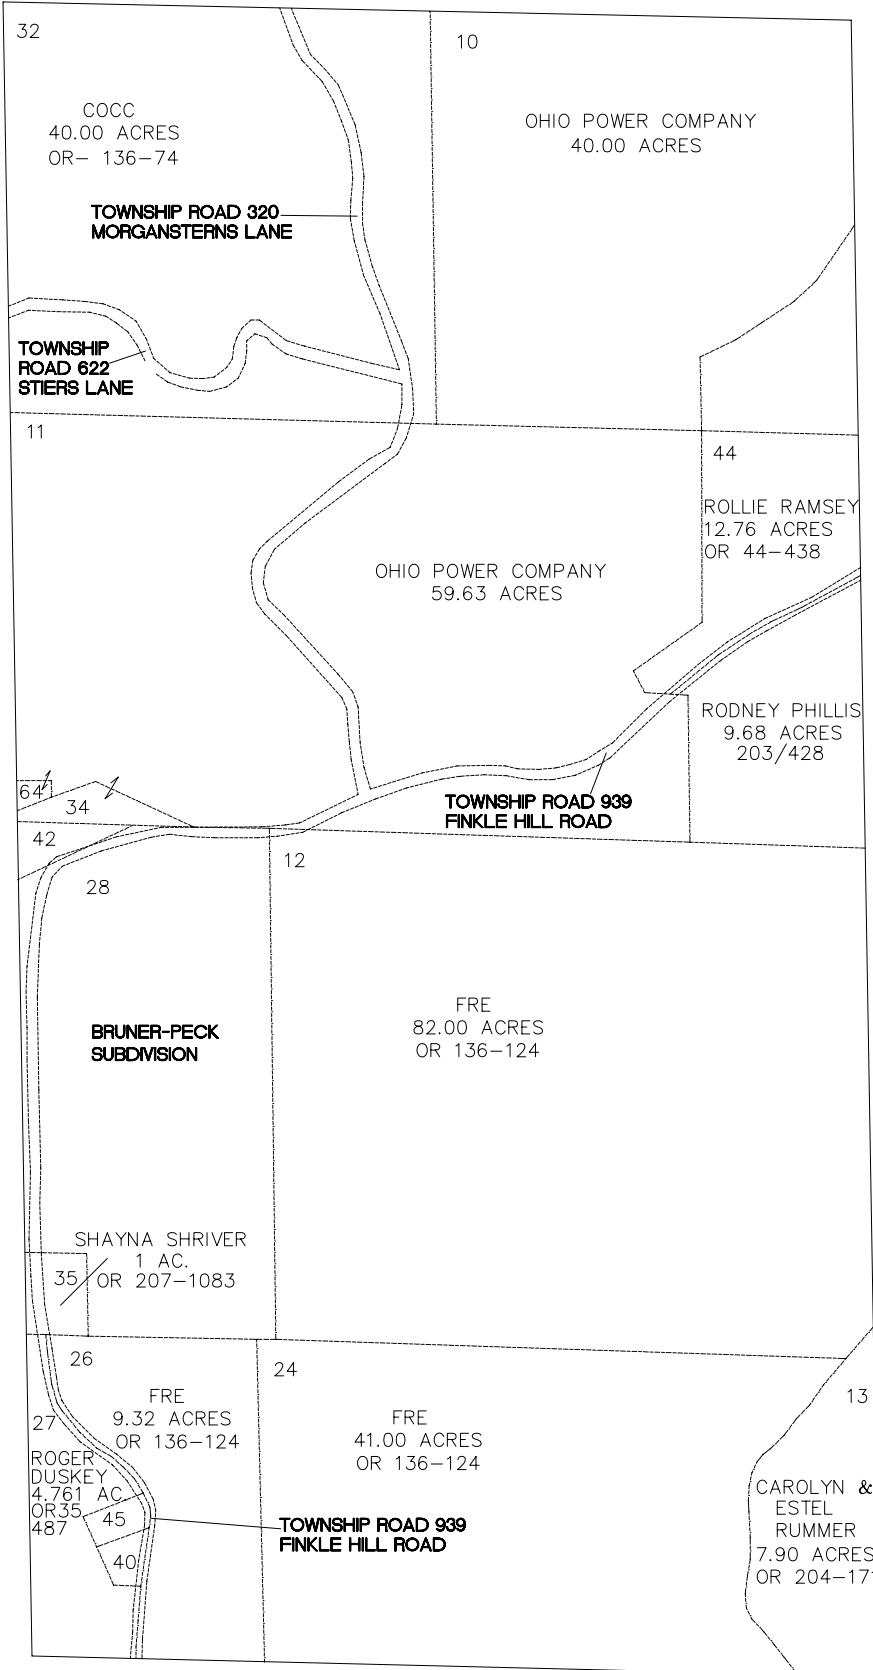 32
10
COCC
40.00 ACRES
OR- 136-74
OHIO POWER COMPANY
40.00 ACRES
TOWNSHIP ROAD 320
MORGANSTERNS LANE
TOWNSHIP
ROAD 622
STIERS LANE
11
44
ROLLIE RAMSEY
12.76 ACRES
OR 44-438
OHIO POWER COMPANY
59.63 ACRES
RODNEY PHILLIS
9.68 ACRES
203/428
64
34
TOWNSHIP ROAD 939
FINKLE HILL ROAD
42
12
28
FRE
82.00 ACRES
OR 136-124
BRUNER-PECK
SUBDIVISION
SHAYNA SHRIVER
1 AC.
OR 207-1083
35
26
24
FRE
9.32 ACRES
OR 136-124
FRE
41.00 ACRES
OR 136-124
13
27
ROGER
DUSKEY
4.761 AC
OR35
487
45
40
TOWNSHIP ROAD 939
FINKLE HILL ROAD
CAROLYN &
ESTEL
RUMMER
7.90 ACRES
OR 204-17